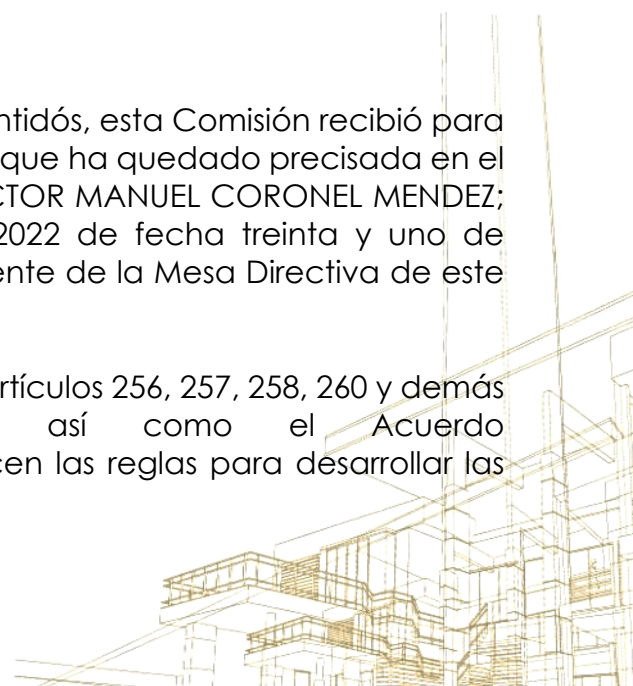 ntidós, esta Comisión recibió para
que ha quedado precisada en el
CTOR MANUEL CORONEL MENDEZ;
2022 de fecha treinta y uno de
ente de la Mesa Directiva de este
rtículos 256, 257, 258, 260 y demás
así como el Acuerdo
cen las reglas para desarrollar las